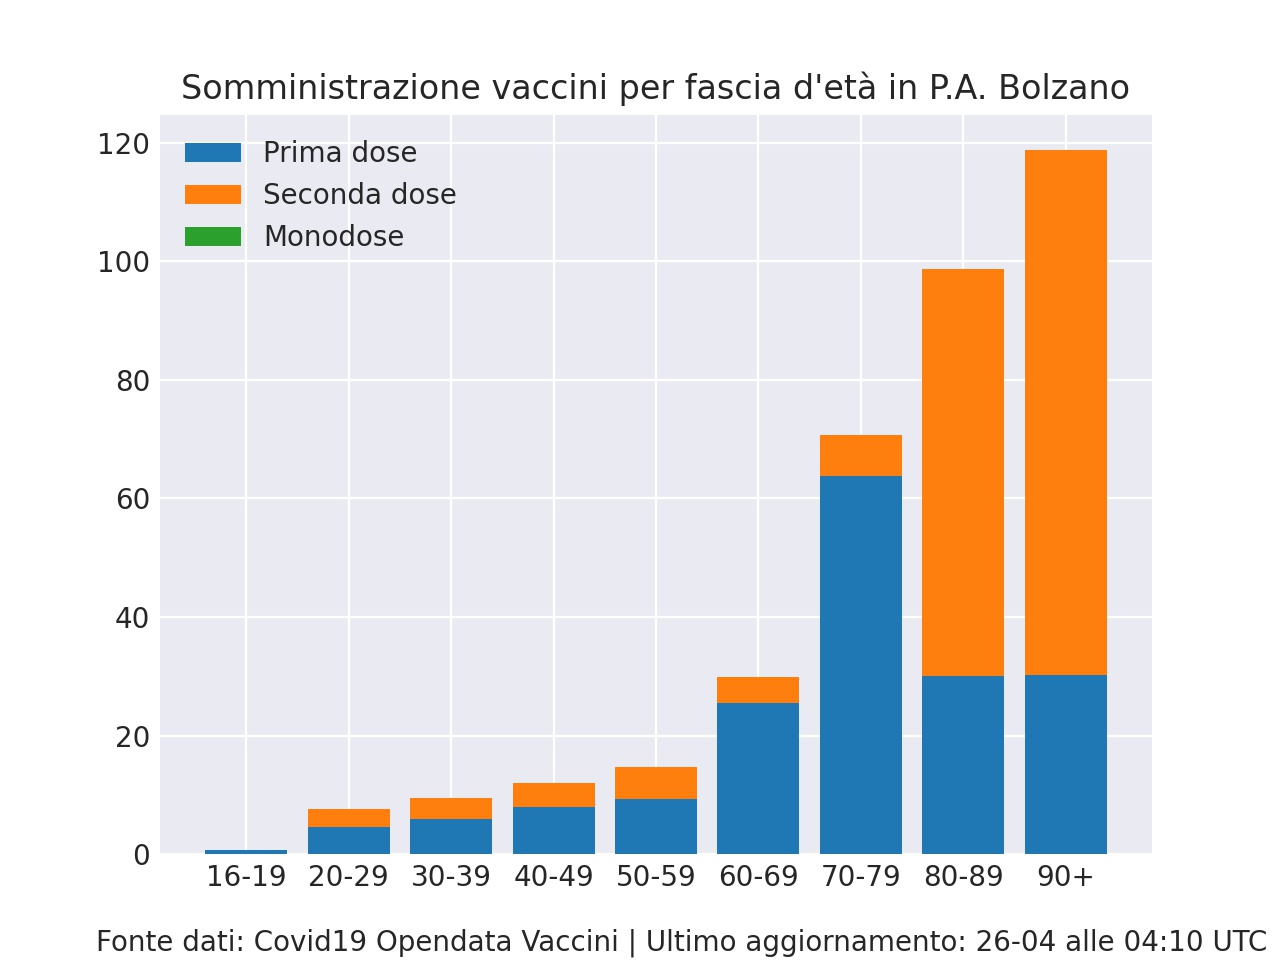 Somministrazione vaccini per fascia d'età in P.A. Bolzano
120
100
80
60
40
20
0
Prima dose
Seconda dose
Monodose
16-19 20-29 30-39 40-49 50-59 60-69 70-79 80-89 90+
Fonte dati: Covid19 Opendata Vaccini | Ultimo aggiornamento: 26-04 alle 04:10 UTC